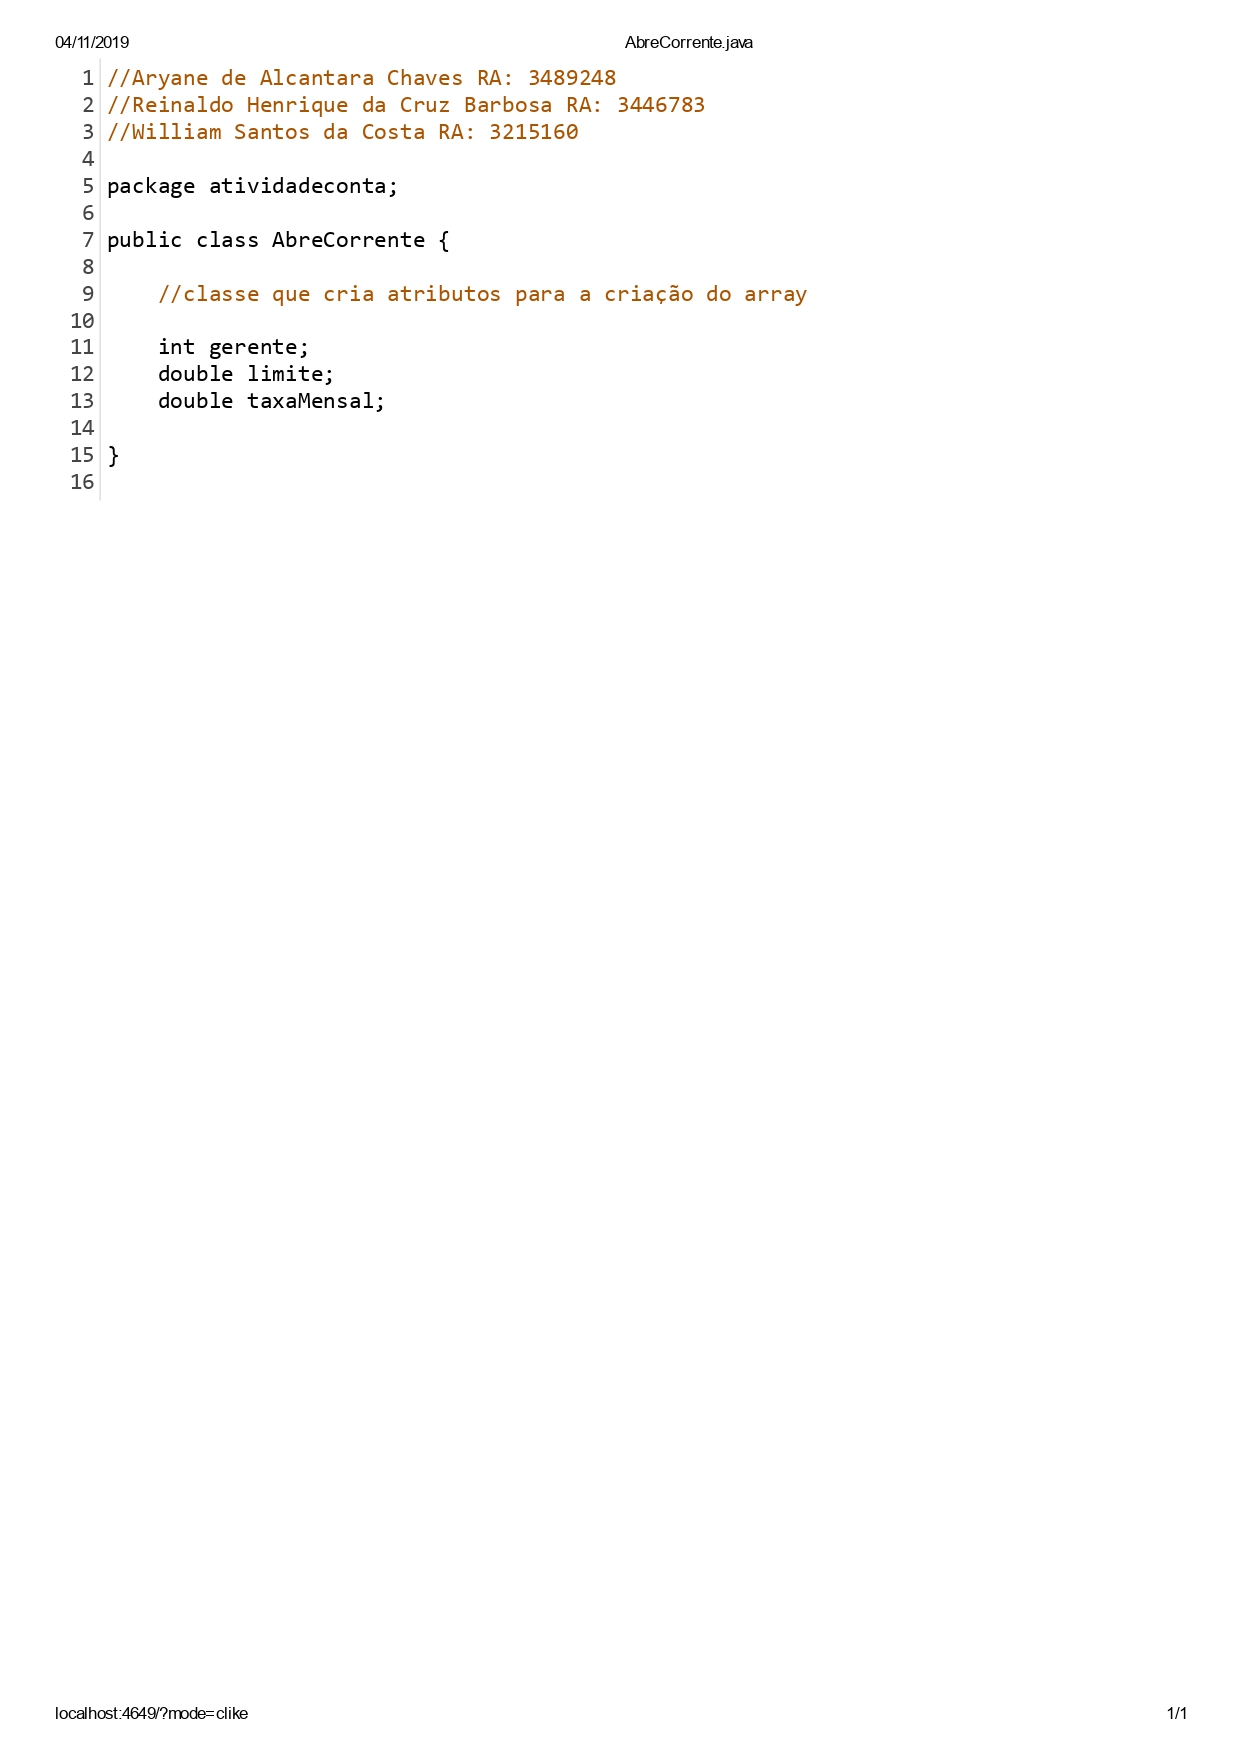 04/11/2019 AbreCorrente.java
1 //Aryane de Alcantara Chaves RA: 3489248
2 //Reinaldo Henrique da Cruz Barbosa RA: 3446783
3 //William Santos da Costa RA: 3215160
4
5 package atividadeconta;
6
7 public class AbreCorrente {
8
9 //classe que cria atributos para a criação do array
10
11 int gerente;
12 double limite;
13 double taxaMensal;
14
15 }
16
localhost:4649/?mode=clike 1/1